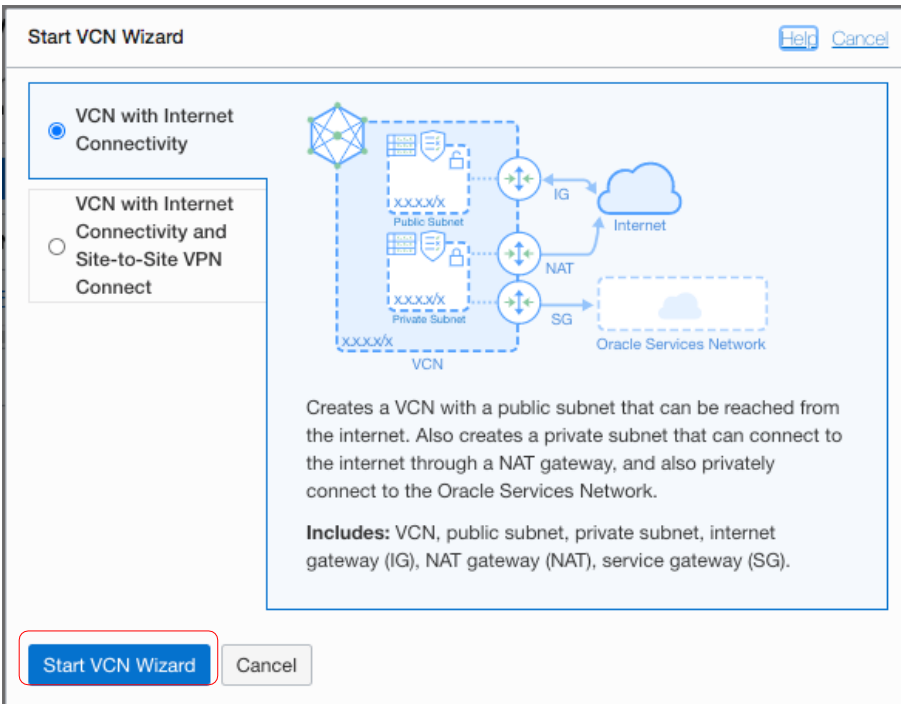 Start VCN Wizard
Help Cancel
VCN with Internet
Connectivity
VCN with Internet
Connectivity and
Site-to-Site VPN
Connect
x.x.x.x/x
Public Subnet
IG
Internet
NAT
x.x.x.x/x
Private Subnet
SG
x.x.x.x/x
Oracle Services Network
VCN
Creates a VCN with a public subnet that can be reached from
the internet. Also creates a private subnet that can connect to
the internet through a NAT gateway, and also privately
connect to the Oracle Services Network.
Includes: VCN, public subnet, private subnet, internet
gateway (IG), NAT gateway (NAT), service gateway (SG).
Start VCN Wizard
Cancel